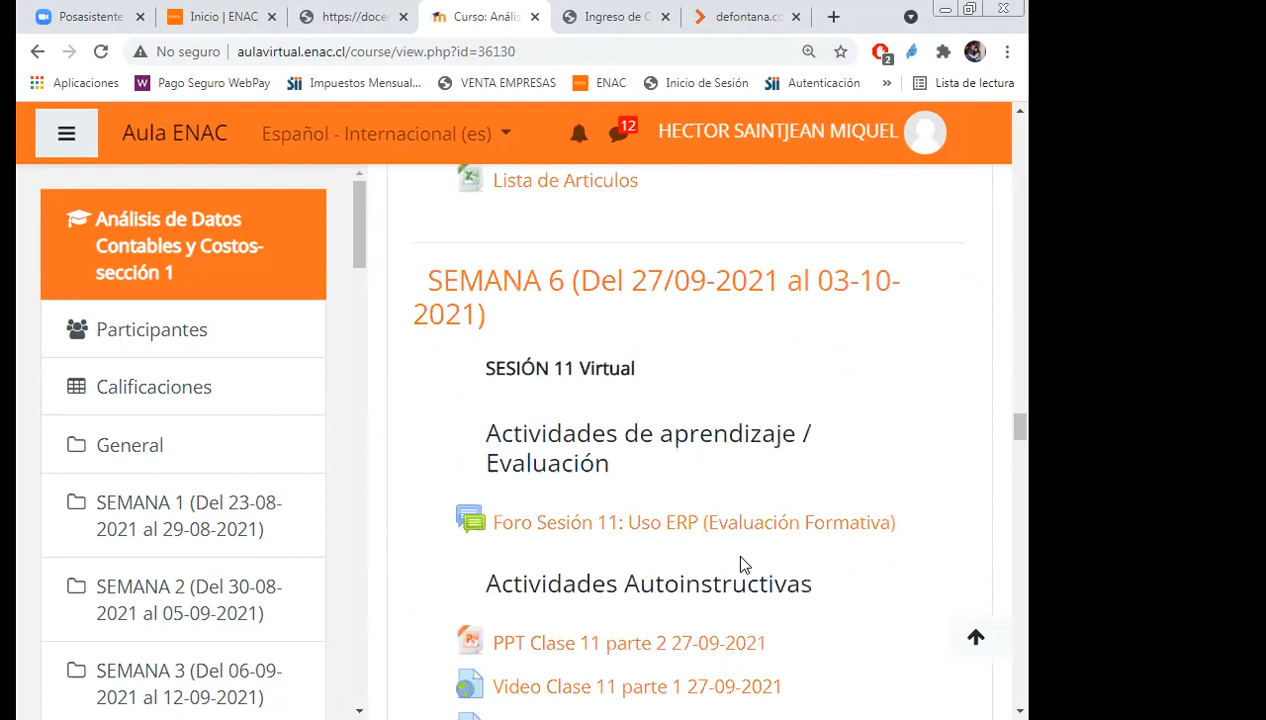 Posasistente
Inicio | ENAC
https://doce
Curso: Anális
Ingreso de C
defontana.cc
No seguro
aulavirtual.enac.cl/course/view.php?id=36130
2
Aplicaciones
Pago Seguro WebPay
Impuestos Mensual...
VENTA EMPRESAS
ENAC
Inicio de Sesión
Autenticación
»
Lista de lectura
Aula ENAC
Español - Internacional (es)
12
HECTOR SAINTJEAN MIQUEL
Análisis de Datos
Contables y Costos-
sección 1
Participantes
Calificaciones
General
SEMANA 1 (Del 23-08-
2021 al 29-08-2021)
SEMANA 2 (Del 30-08-
2021 al 05-09-2021)
SEMANA 3 (Del 06-09-
2021 al 12-09-2021)
Lista de Articulos
SEMANA 6 (Del 27/09-2021 al 03-10-
2021)
SESIÓN 11 Virtual
Actividades de aprendizaje /
Evaluación
Foro Sesión 11: Uso ERP (Evaluación Formativa)
Actividades Autoinstructivas
PPT Clase 11 parte 2 27-09-2021
Video Clase 11 parte 1 27-09-2021